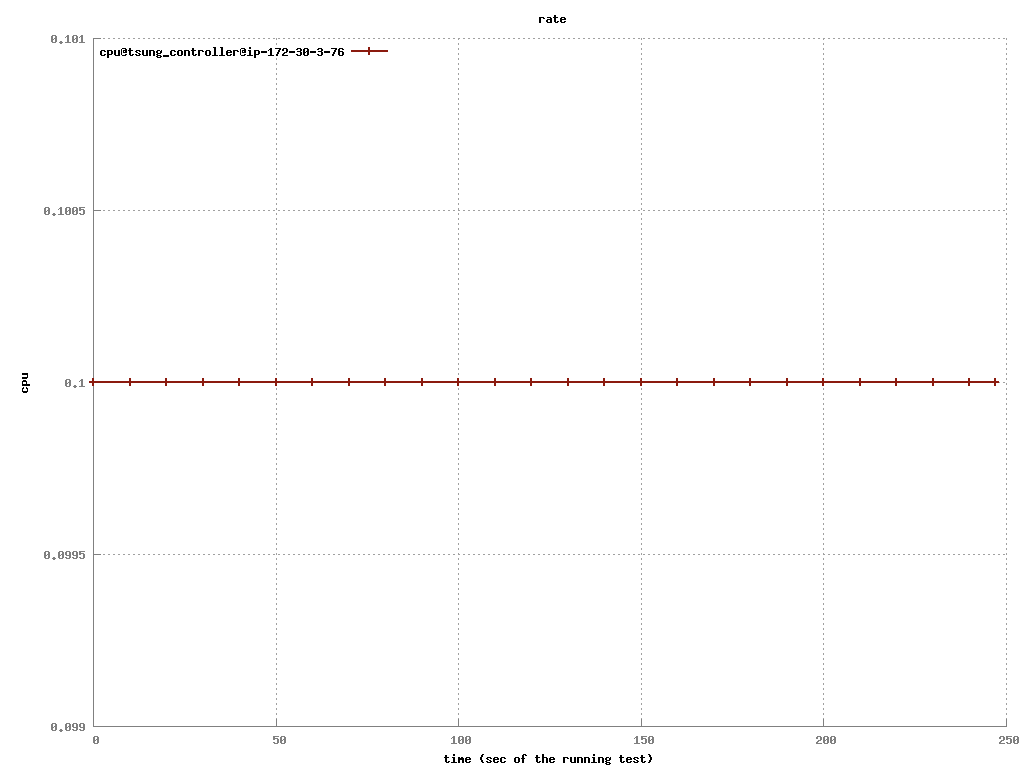 rate
0.101
cpu@tsung_controller@ip-172-30-3-76
0.1005
cpu
0.1
0.0995
0.099
0 50 100 150 200 250
time (sec of the running test)